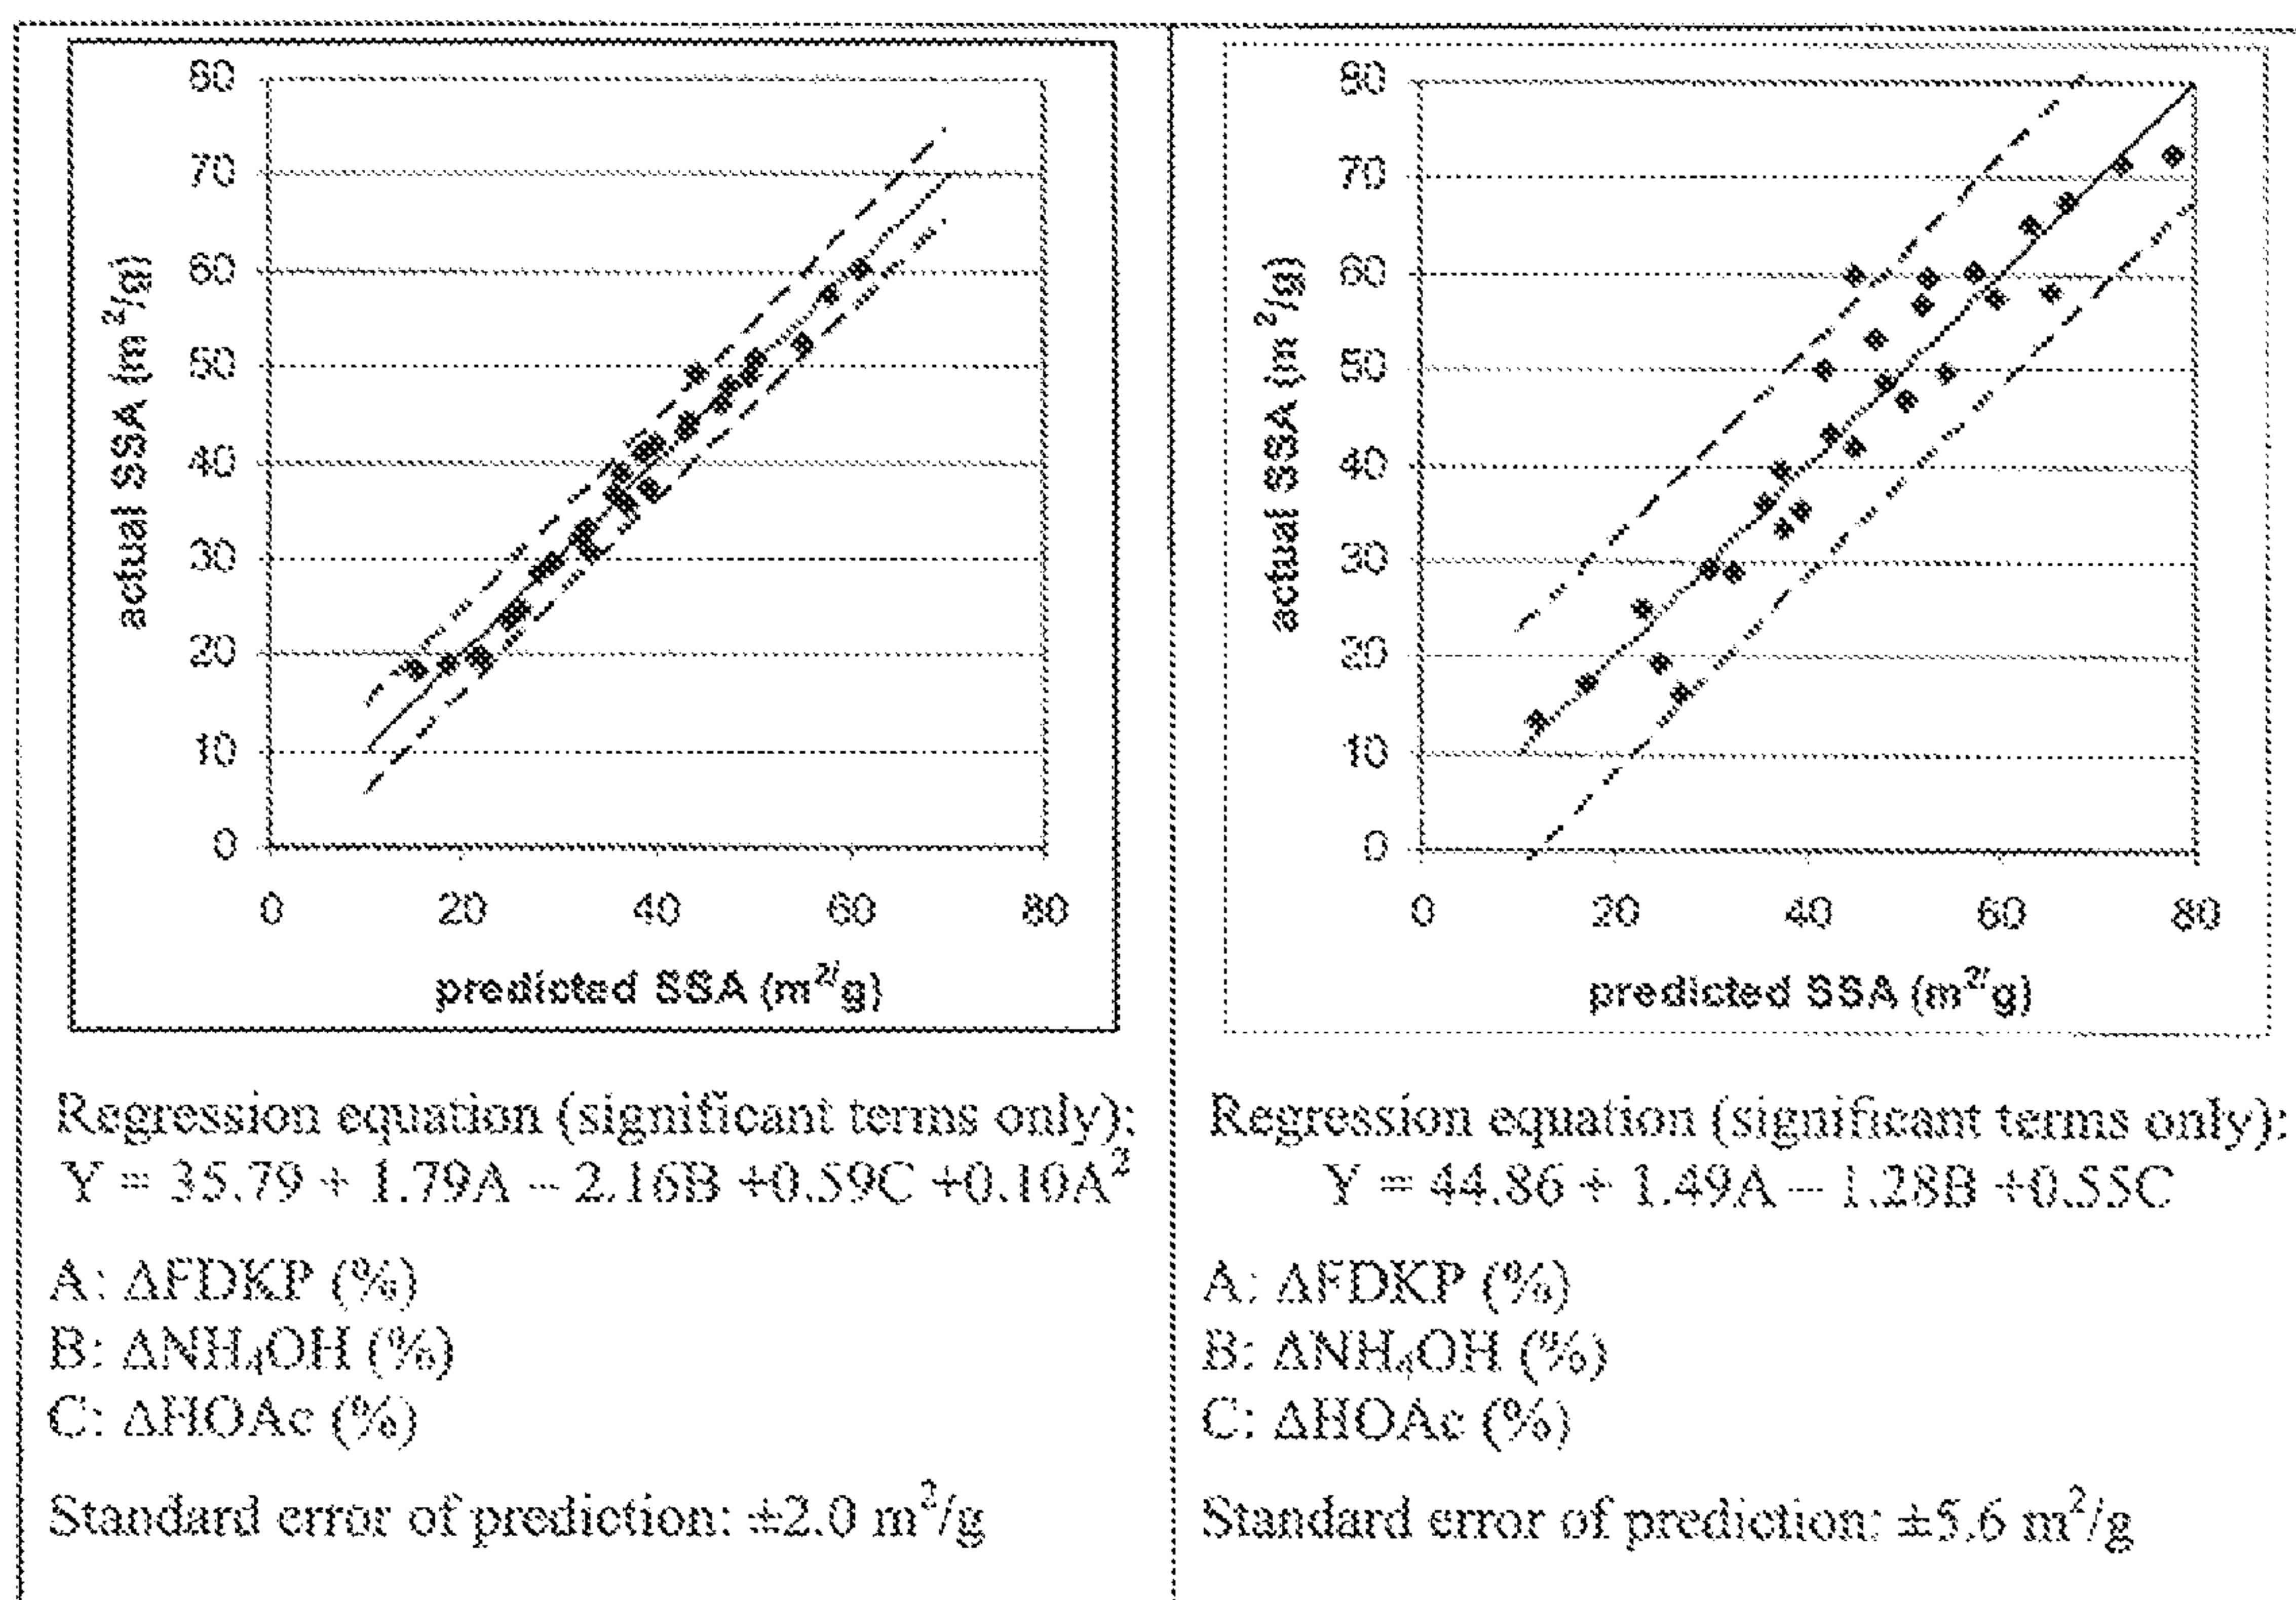 80
70
60
50
40
30
20
10
0
actual SSA (m²/g)
0 20 40 60 80
predicted SSA (m²/g)
Regression equation (significant terms only):
Y = 35.79 + 1.79A – 2.16B +0.59C +0.10A²
A: ΔFDKP (%)
B: ΔNH₄OH (%)
C: ΔHOAc (%)
Standard error of prediction: ±2.0 m²/g
80
70
60
50
40
30
20
10
0
actual SSA (m²/g)
0 20 40 60 80
predicted SSA (m²/g)
Regression equation (significant terms only):
Y = 44.86 + 1.49A – 1.28B +0.55C
A: ΔFDKP (%)
B: ΔNH₄OH (%)
C: ΔHOAc (%)
Standard error of prediction: ±5.6 m²/g